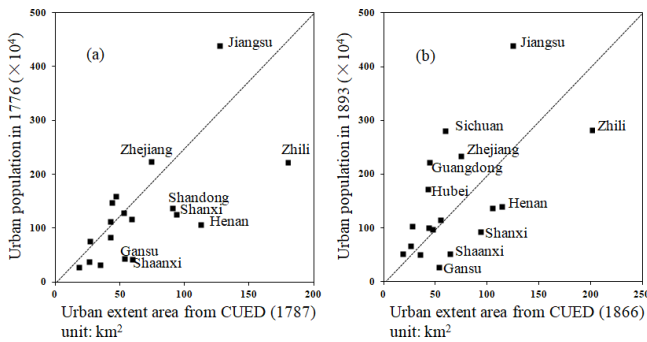 (a)
Urban population in 1776 (×10⁴)
500
400
300
200
100
0
0
50
100
150
200
Jiangsu
Zhejiang
Zhili
Shandong
Shanxi
Henan
Gansu
Shaanxi
Urban extent area from CUED (1787)
unit: km²
(b)
Urban population in 1893 (×10⁴)
500
400
300
200
100
0
0
50
100
150
200
250
Jiangsu
Sichuan
Zhili
Zhejiang
Guangdong
Hubei
Henan
Shanxi
Shaanxi
Gansu
Urban extent area from CUED (1866)
unit: km²